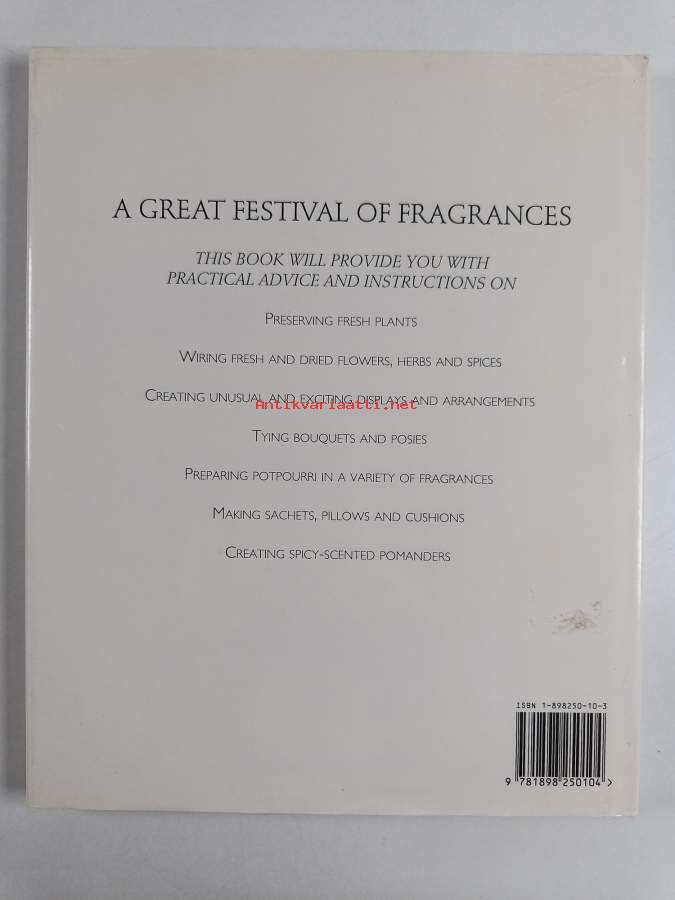 A GREAT FESTIVAL OF FRAGRANCES
THIS BOOK WILL PROVIDE YOU WITH
PRACTICAL ADVICE AND INSTRUCTIONS ON
PRESERVING FRESH PLANTS
WIRING FRESH AND DRIED FLOWERS, HERBS AND SPICES
CREATING UNUSUAL AND EXCITING DISPLAYS AND ARRANGEMENTS
Antikvariaatti.net
TYING BOUQUETS AND POSIES
PREPARING POTPOURRI IN A VARIETY OF FRAGRANCES
MAKING SACHETS, PILLOWS AND CUSHIONS
CREATING SPICY-SCENTED POMANDERS
ISBN 1-898250-10-3
9 781898 250104 >